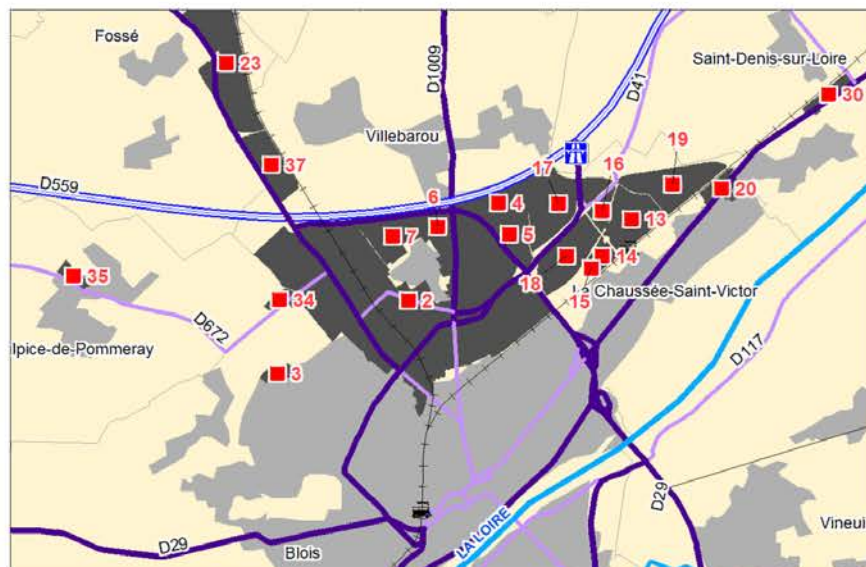 Fossé
23
D1009
D41
Saint-Denis-sur-Loire
30
Villebarou
37
17
16
19
D559
6
4
20
13
7
5
35
34
2
18
14
15
La Chaussée-Saint-Victor
D672
ulpice-de-Pommeray
3
D117
D29
Blois
LA LOIRE
D29
Vineui